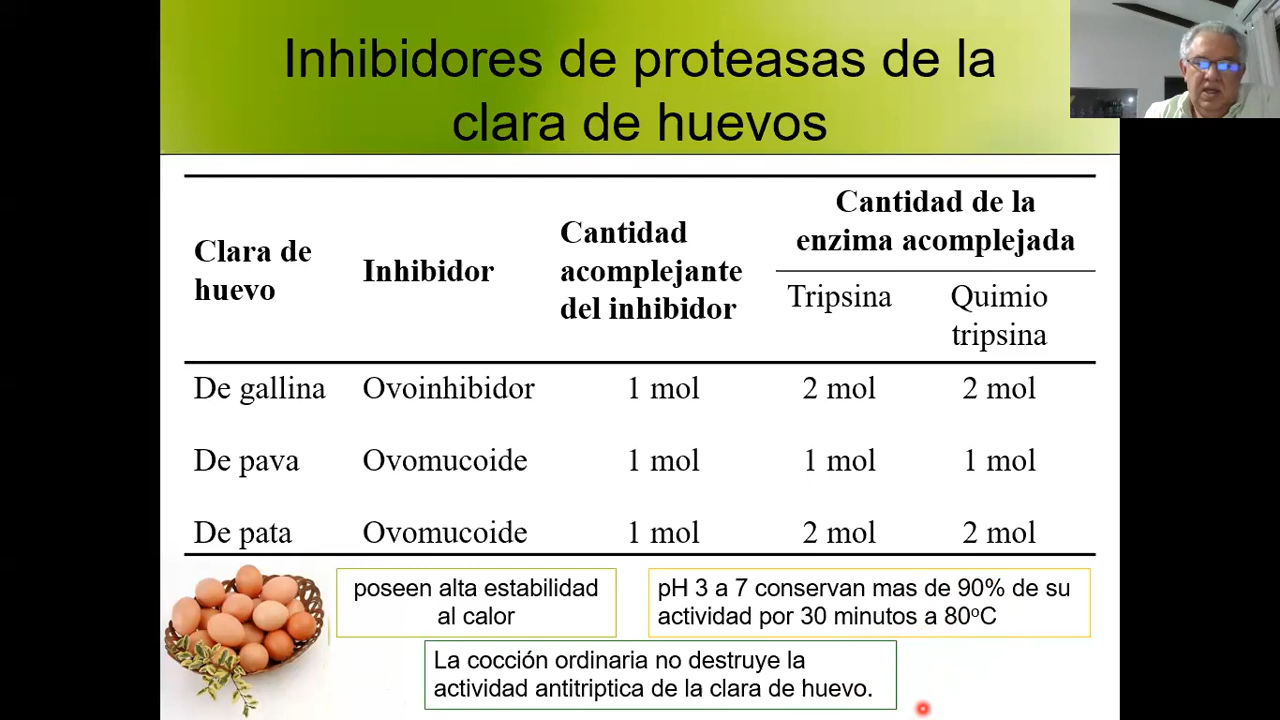 Inhibidores de proteasas de la
clara de huevos
Clara de
huevo
Inhibidor
Cantidad
acomplejante
del inhibidor
Cantidad de la
enzima acomplejada
Tripsina
Quimio
tripsina
De gallina Ovoinhibidor 1 mol 2 mol 2 mol
De pava Ovomucoide 1 mol 1 mol 1 mol
De pata Ovomucoide 1 mol 2 mol 2 mol
poseen alta estabilidad
al calor
pH 3 a 7 conservan mas de 90% de su
actividad por 30 minutos a 80ºC
La cocción ordinaria no destruye la
actividad antitriptica de la clara de huevo.